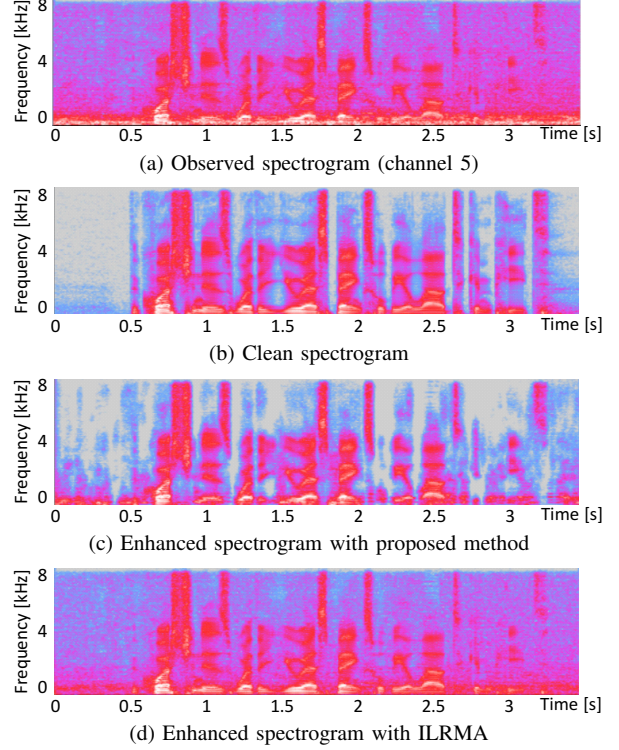 Frequency [kHz]
8
4
0
0 0.5 1 1.5 2 2.5 3 Time [s]
(a) Observed spectrogram (channel 5)
Frequency [kHz]
8
4
0
0 0.5 1 1.5 2 2.5 3 Time [s]
(b) Clean spectrogram
Frequency [kHz]
8
4
0
0 0.5 1 1.5 2 2.5 3 Time [s]
(c) Enhanced spectrogram with proposed method
Frequency [kHz]
8
4
0
0 0.5 1 1.5 2 2.5 3 Time [s]
(d) Enhanced spectrogram with ILRMA